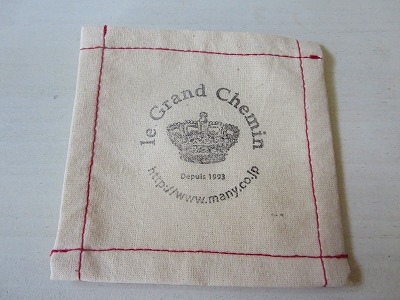 le Grand Chemin
Depuis 1993
http://www.many.co.jp